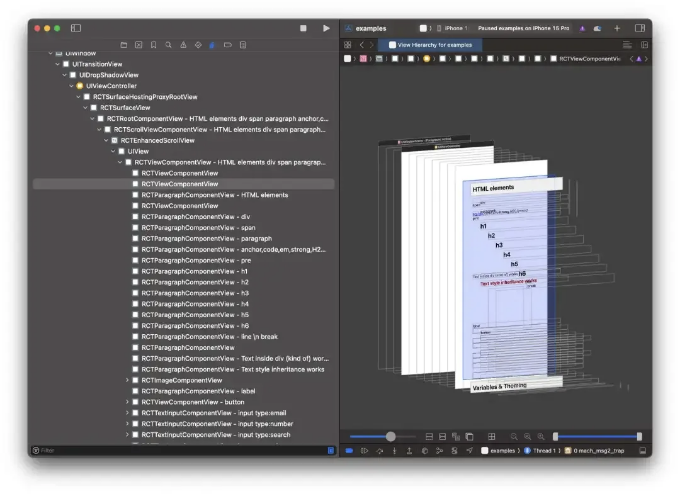 examples
iPhone 1
Paused examples on iPhone 15 Pro
View Hierarchy for examples
RCTViewComponentView
UIWindow
UITransitionView
UIDropShadowView
UIViewController
RCTSurfaceHostingProxyRootView
RCTSurfaceView
RCTRootComponentView - HTML elements div span paragraph anchor,c...
RCTScrollViewComponentView - HTML elements div span paragraph...
RCTEnhancedScrollView
UIView
RCTViewComponentView - HTML elements div span paragrap...
RCTViewComponentView
RCTViewComponentView
RCTParagraphComponentView - HTML elements
RCTViewComponentView
RCTParagraphComponentView - div
RCTParagraphComponentView - span
RCTParagraphComponentView - paragraph
RCTParagraphComponentView - anchor,code,em,strong,H2...
RCTParagraphComponentView - pre
RCTParagraphComponentView - h1
RCTParagraphComponentView - h2
RCTParagraphComponentView - h3
RCTParagraphComponentView - h4
RCTParagraphComponentView - h5
RCTParagraphComponentView - h6
RCTParagraphComponentView - line \n break
RCTParagraphComponentView
RCTParagraphComponentView - Text inside div (kind of) wor...
RCTParagraphComponentView - Text style inheritance works
RCTImageComponentView
RCTParagraphComponentView - label
RCTViewComponentView - button
RCTTextInputComponentView - input type:email
RCTTextInputComponentView - input type:number
RCTTextInputComponentView - input type:search
Filter
HTML elements
h1
h2
h3
h4
h5
h6
Text style inheritance works
Variables & Theming
examples
Thread 1
0 mach_msg2_trap